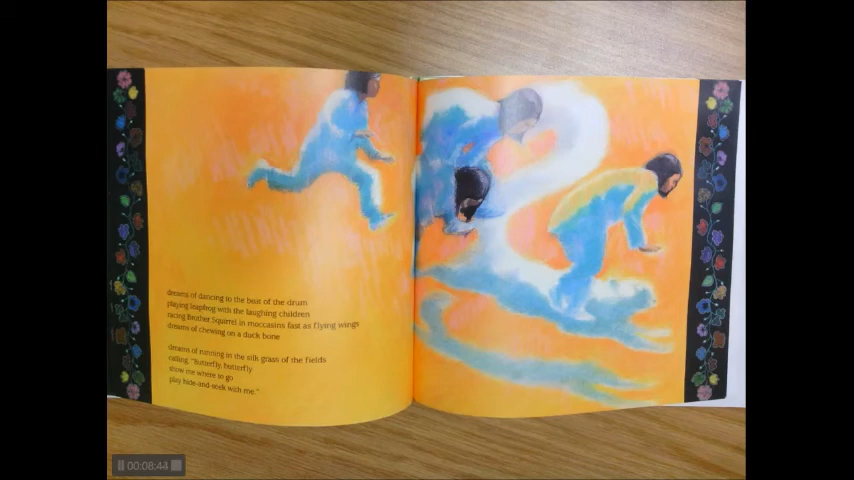 dreams of dancing to the beat of the drum
playing leapfrog with the laughing children
racing Brother Squirrel in moccasins fast as flying wings
dreams of chewing on a duck bone
dreams of running in the silk grass of the fields
calling, "Butterfly, butterfly
show me where to go
play hide-and-seek with me."
00:08:44